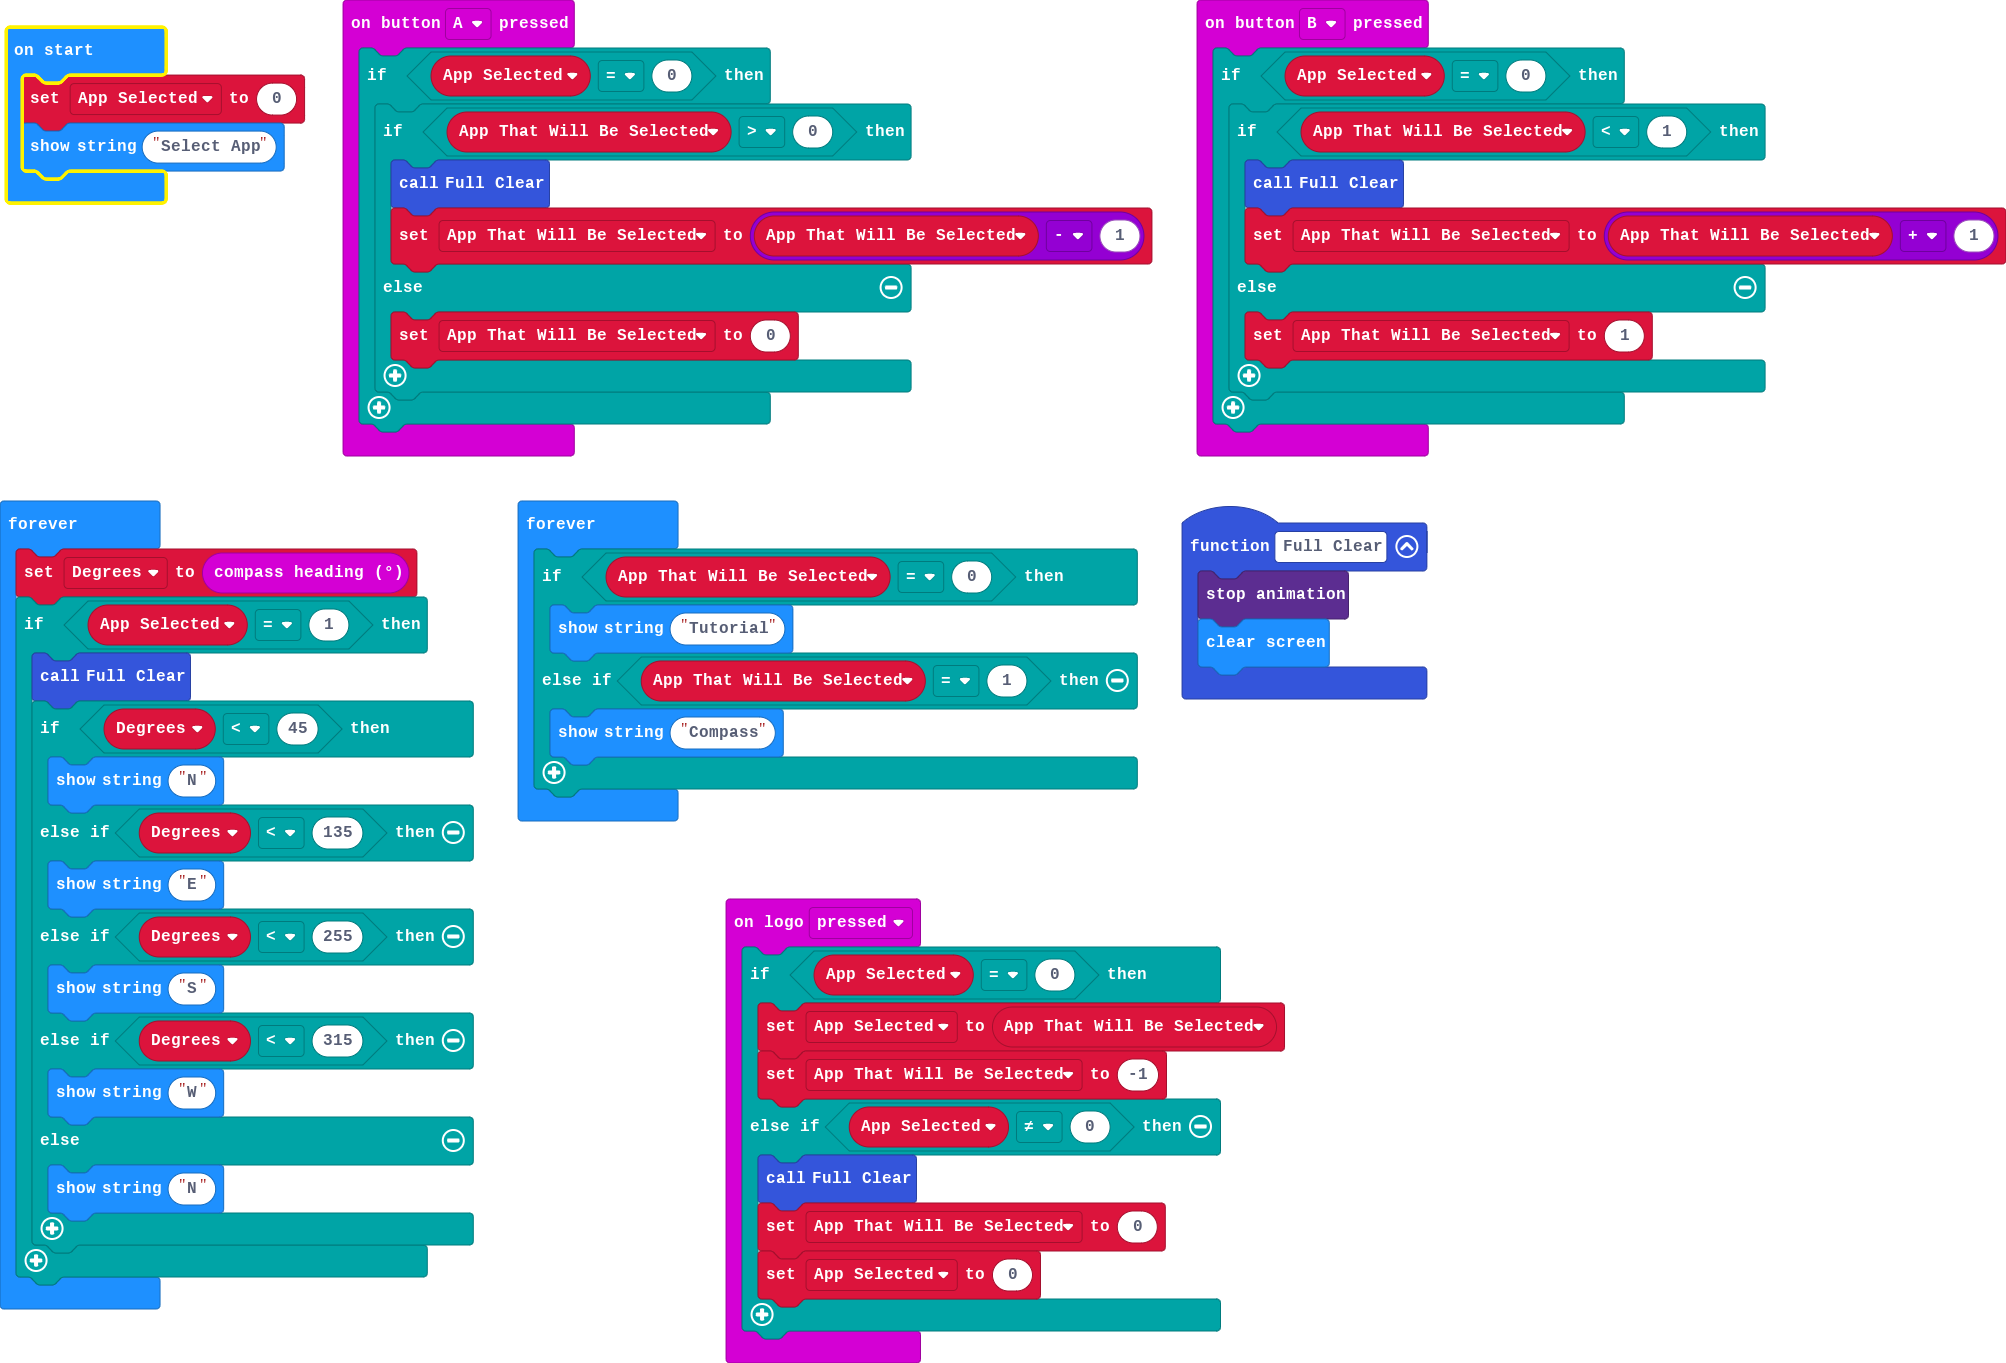 on start
set App Selected to 0
show string "Select App"
on button A pressed
if App Selected = 0 then
if App That Will Be Selected > 0 then
call Full Clear
set App That Will Be Selected to App That Will Be Selected - 1
else
set App That Will Be Selected to 0
on button B pressed
if App Selected = 0 then
if App That Will Be Selected < 1 then
call Full Clear
set App That Will Be Selected to App That Will Be Selected + 1
else
set App That Will Be Selected to 1
forever
set Degrees to compass heading (°)
if App Selected = 1 then
call Full Clear
if Degrees < 45 then
show string "N"
else if Degrees < 135 then
show string "E"
else if Degrees < 255 then
show string "S"
else if Degrees < 315 then
show string "W"
else
show string "N"
forever
if App That Will Be Selected = 0 then
show string "Tutorial"
else if App That Will Be Selected = 1 then
show string "Compass"
function Full Clear
stop animation
clear screen
on logo pressed
if App Selected = 0 then
set App Selected to App That Will Be Selected
set App That Will Be Selected to -1
else if App Selected ≠ 0 then
call Full Clear
set App That Will Be Selected to 0
set App Selected to 0